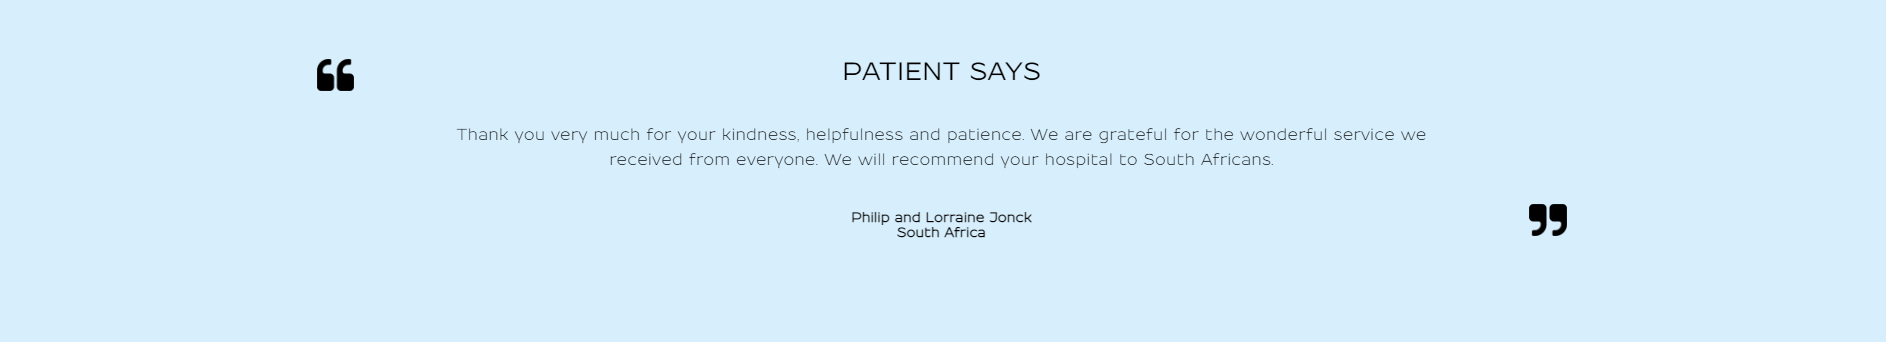 ❝
PATIENT SAYS
Thank you very much for your kindness, helpfulness and patience. We are grateful for the wonderful service we
received from everyone. We will recommend your hospital to South Africans.
Philip and Lorraine Jonck
South Africa
❞